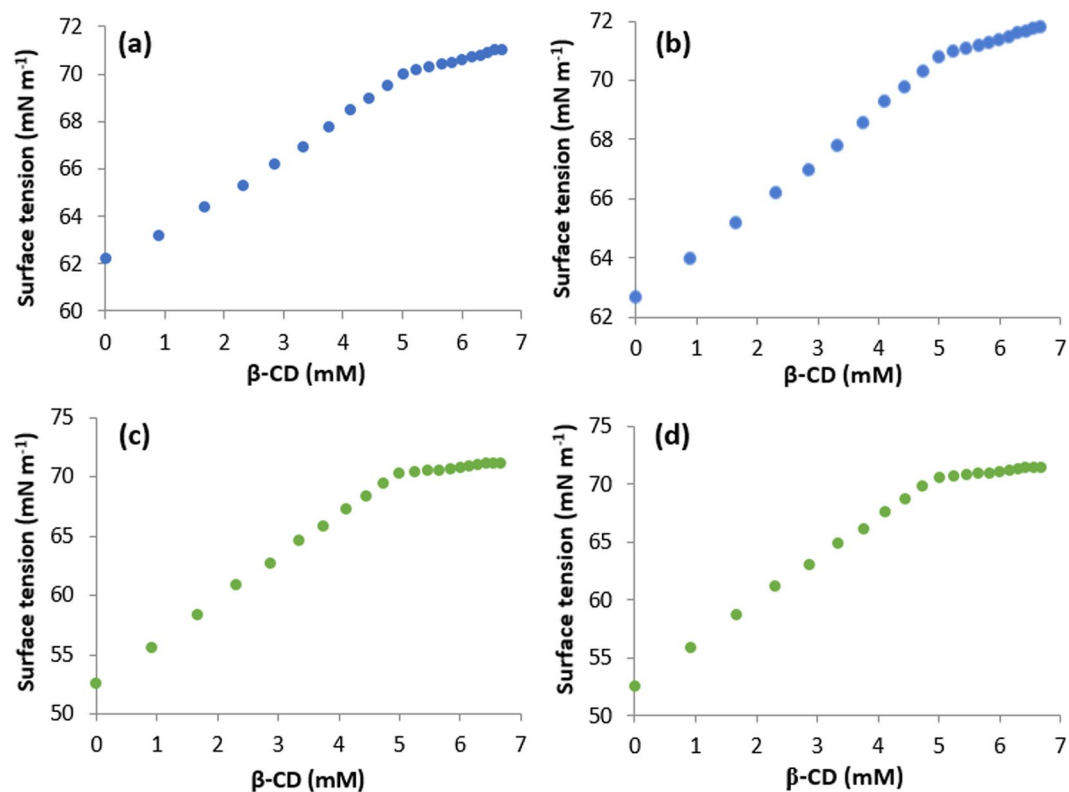 (a)
Surface tension (mN m-1)
72
70
68
66
64
62
60
0 1 2 3 4 5 6 7
β-CD (mM)
(b)
Surface tension (mN m-1)
72
70
68
66
64
62
0 1 2 3 4 5 6 7
β-CD (mM)
(c)
Surface tension (mN m-1)
75
70
65
60
55
50
0 1 2 3 4 5 6 7
β-CD (mM)
(d)
Surface tension (mN m-1)
75
70
65
60
55
50
0 1 2 3 4 5 6 7
β-CD (mM)